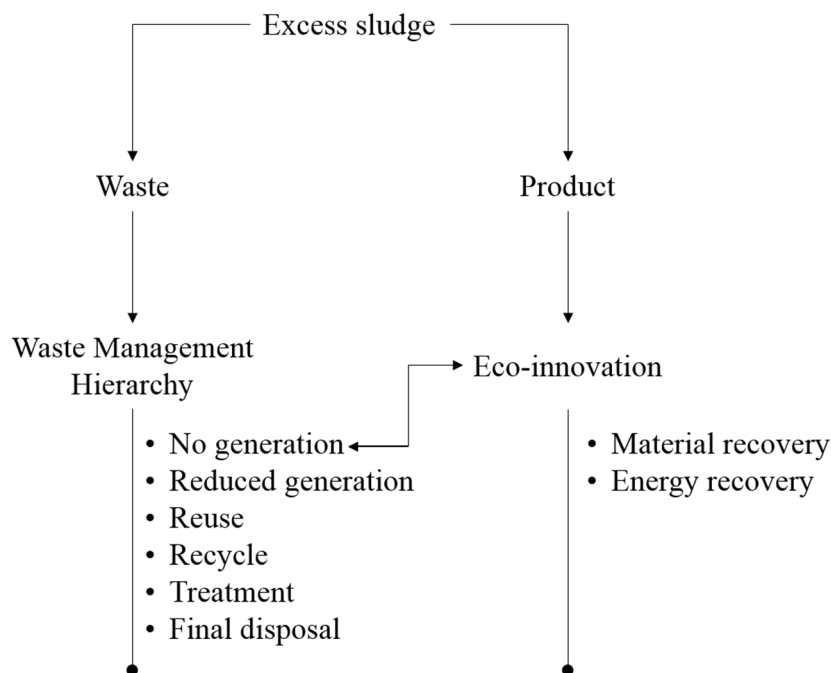 Excess sludge
Waste
Product
Waste Management
Hierarchy
Eco-innovation
• No generation
• Reduced generation
• Reuse
• Recycle
• Treatment
• Final disposal
• Material recovery
• Energy recovery